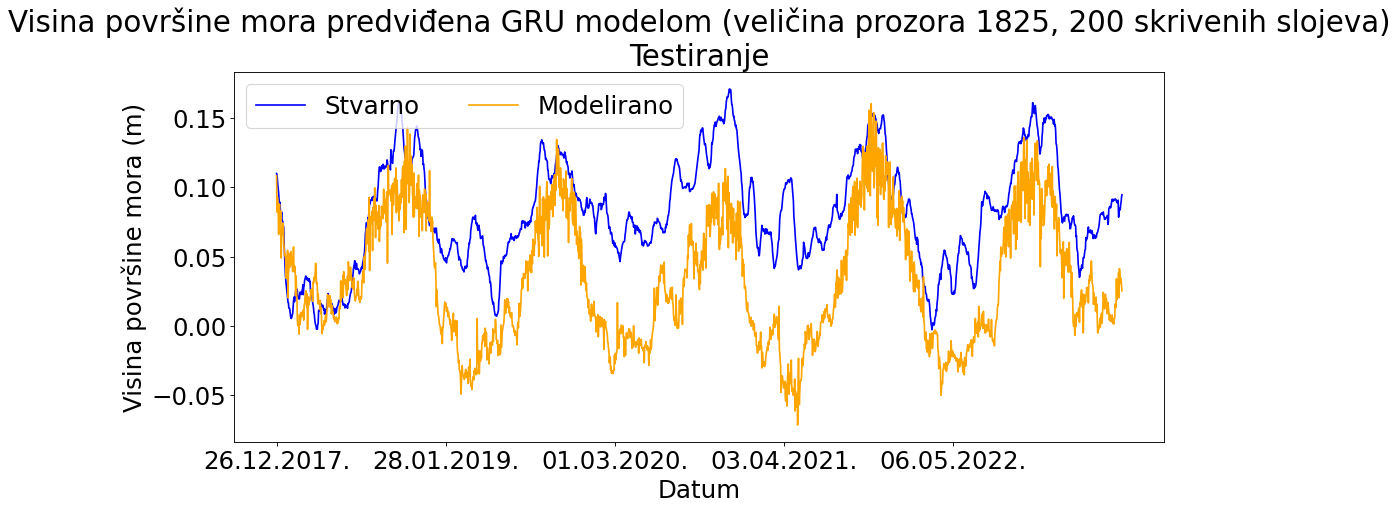 Visina površine mora predviđena GRU modelom (veličina prozora 1825, 200 skrivenih slojeva)
Testiranje
Stvarno Modelirano
Visina površine mora (m)
0.15
0.10
0.05
0.00
−0.05
26.12.2017. 28.01.2019. 01.03.2020. 03.04.2021. 06.05.2022.
Datum